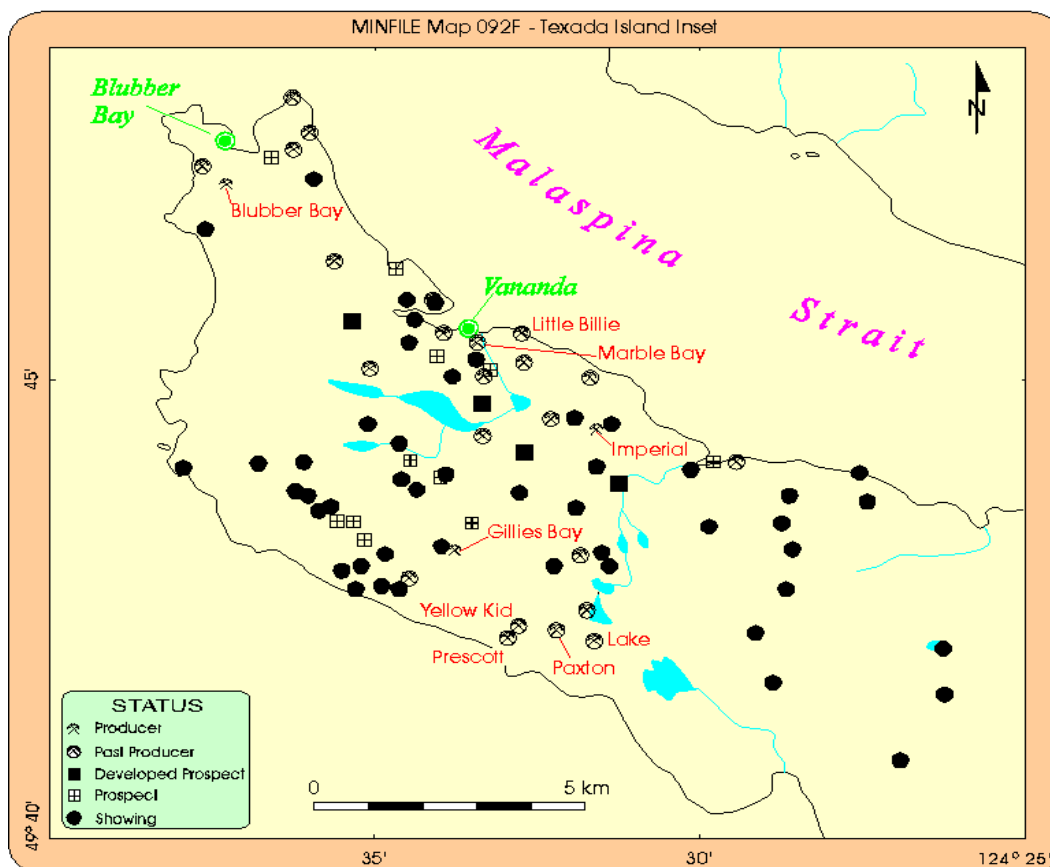 MINFILE Map 092F - Texada Island Inset
Blubber
Bay
N
Malaspina
Strait
Blubber Bay
Vananda
Little Billie
Marble Bay
45'
Imperial
Gillies Bay
Yellow Kid
Prescott
Paxton
Lake
STATUS
Producer
Past Producer
Developed Prospect
Prospect
Showing
0 5 km
49° 40'
35'
30'
124° 25'